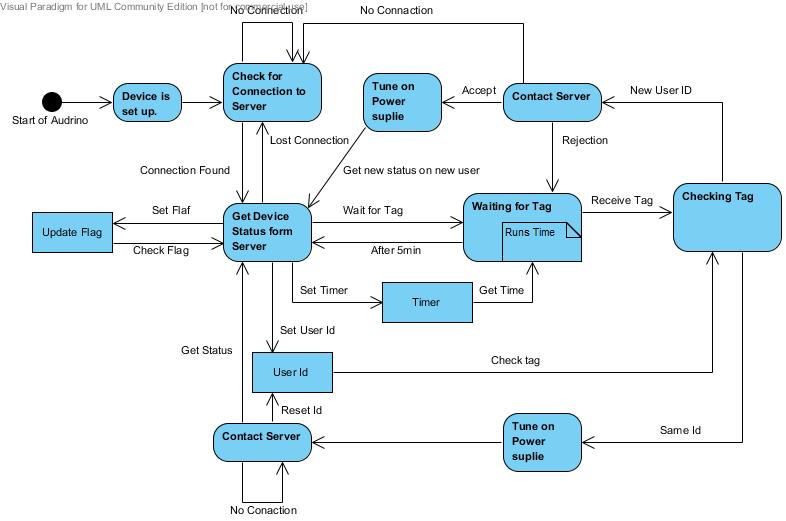 Visual Paradigm for UML Community Edition [not for commercial use]
No Connection
No Connaction
Check for
Connection to
Server
Tune on
Power
suplie
Accept
Contact Server
New User ID
Device is
set up.
Start of Audrino
Lost Connection
Rejection
Connection Found
Get new status on new user
Set Flaf
Get Device
Status form
Server
Wait for Tag
Waiting for Tag
Receive Tag
Checking Tag
Update Flag
Runs Time
Check Flag
After 5min
Set Timer
Timer
Get Time
Set User Id
Get Status
User Id
Check tag
Reset Id
Contact Server
Tune on
Power
suplie
Same Id
No Conaction